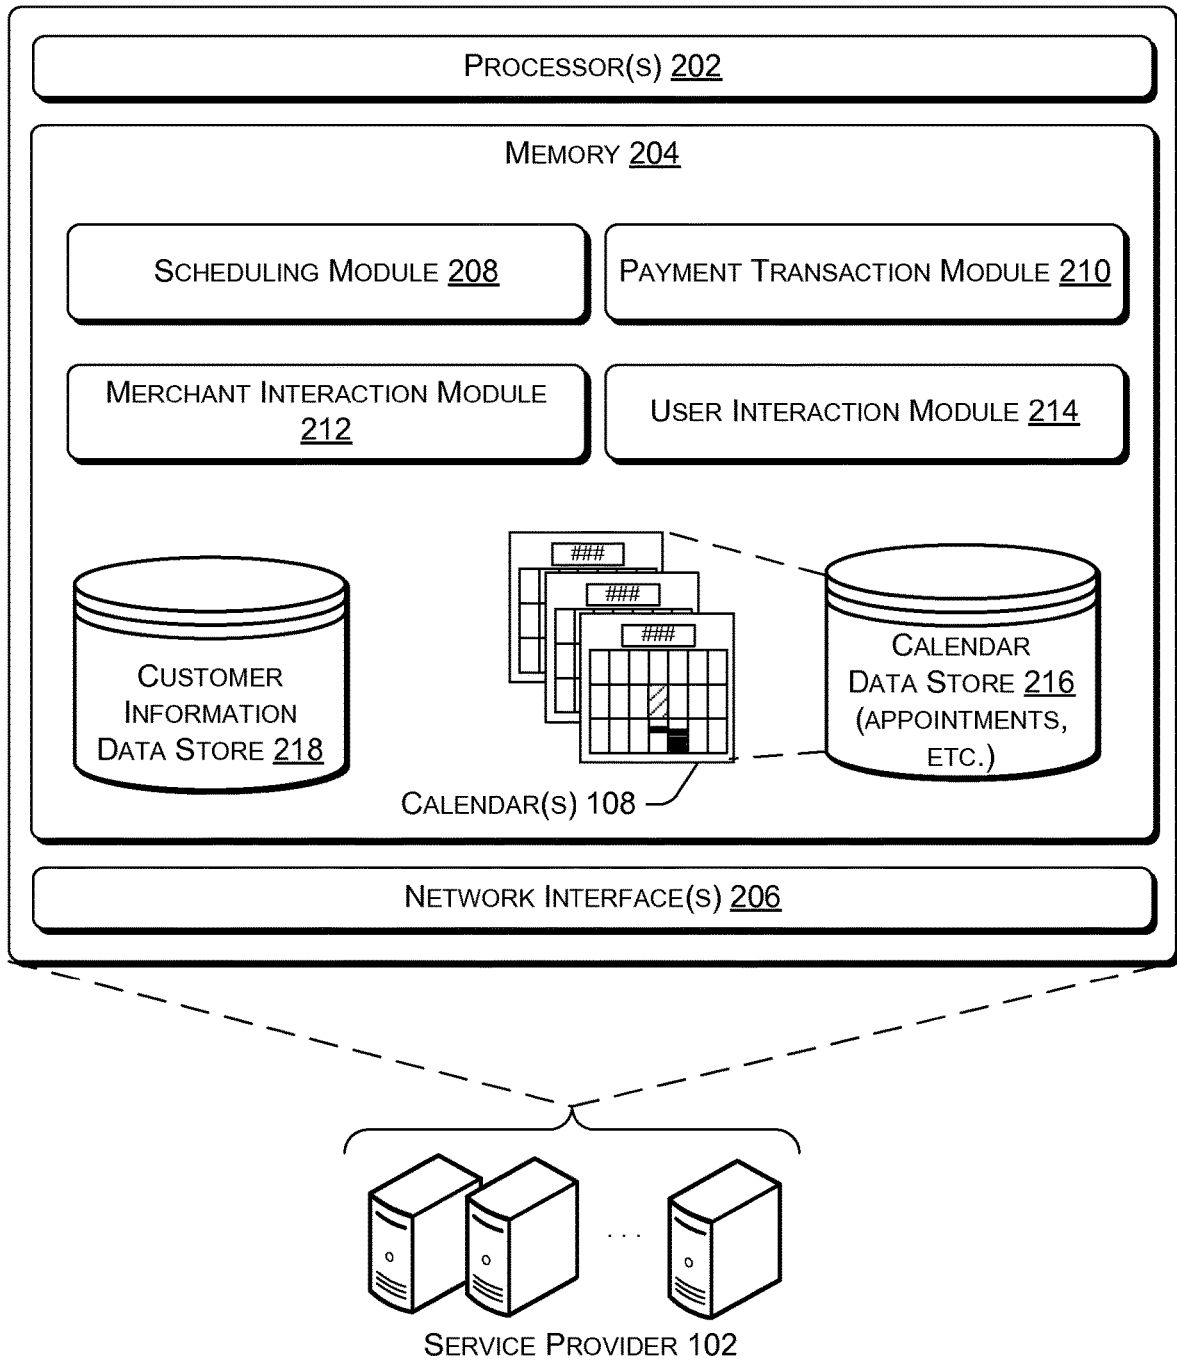 PROCESSOR(S) 202
MEMORY 204
SCHEDULING MODULE 208
PAYMENT TRANSACTION MODULE 210
MERCHANT INTERACTION MODULE
212
USER INTERACTION MODULE 214
###
###
###
CUSTOMER
INFORMATION
DATA STORE 218
CALENDAR
DATA STORE 216
(APPOINTMENTS,
ETC.)
CALENDAR(S) 108
NETWORK INTERFACE(S) 206
. . .
SERVICE PROVIDER 102